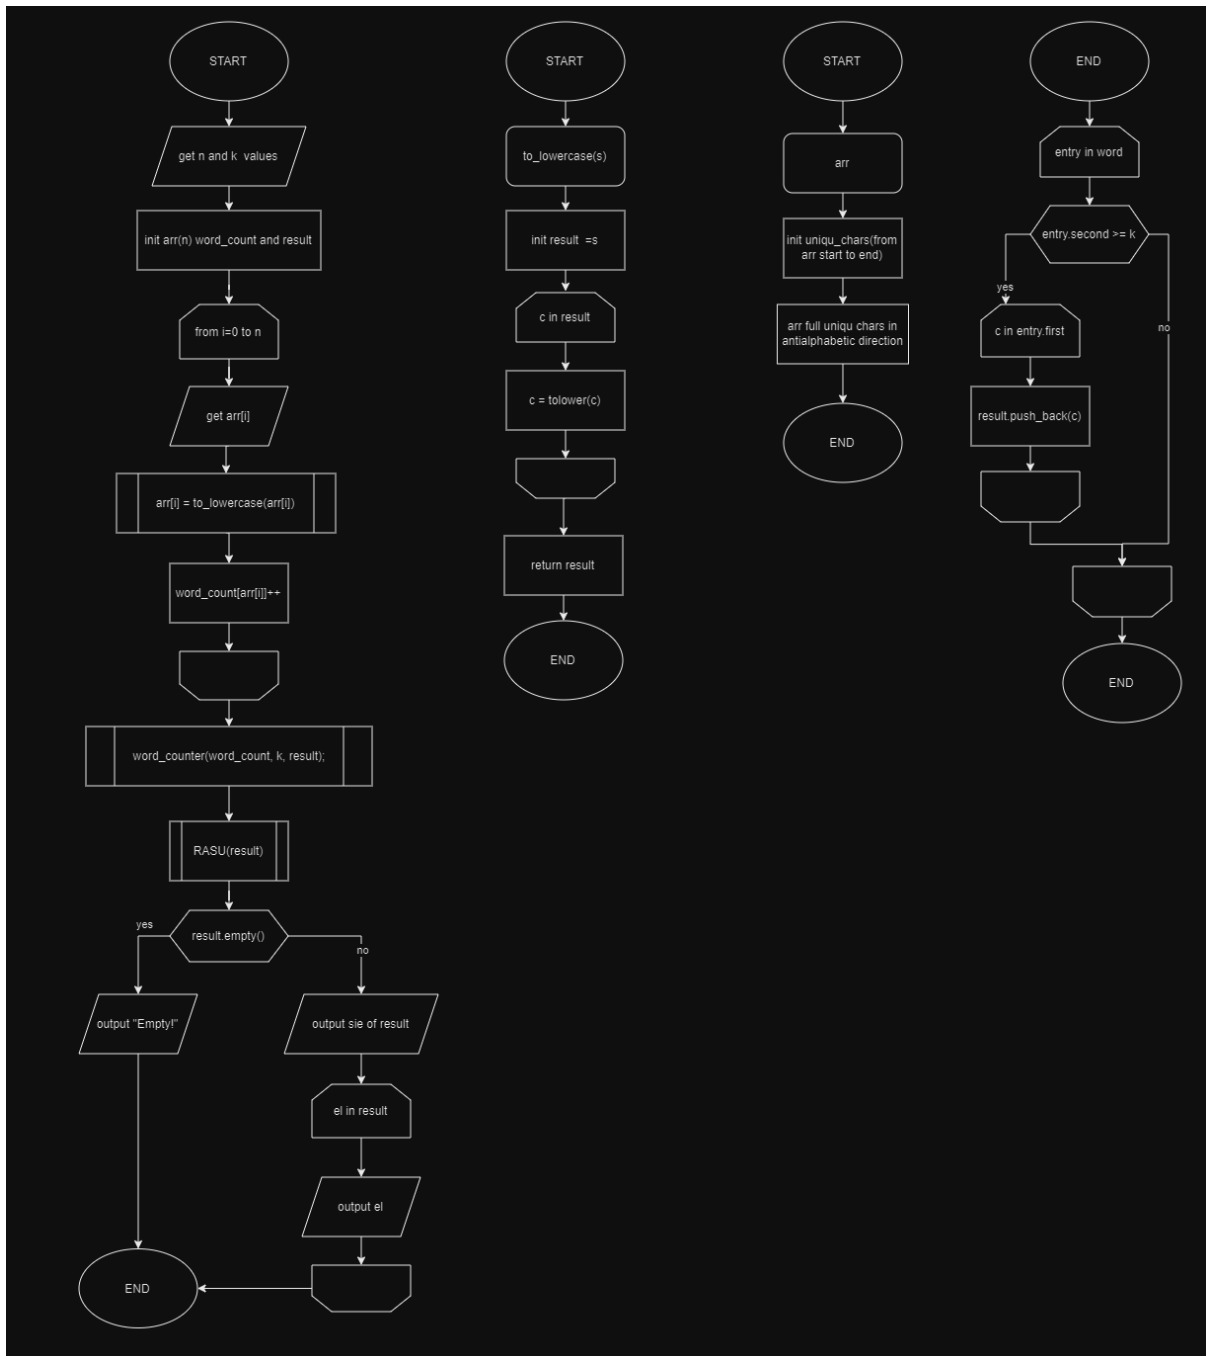 START
get n and k values
init arr(n) word_count and result
from i=0 to n
get arr[i]
arr[i] = to_lowercase(arr[i])
word_count[arr[i]]++
word_counter(word_count, k, result);
RASU(result)
result.empty()
yes
no
output "Empty!"
output sie of result
el in result
output el
END
START
to_lowercase(s)
init result =s
c in result
c = tolower(c)
return result
END
START
arr
init uniqu_chars(from
arr start to end)
arr full uniqu chars in
antialphabetic direction
END
END
entry in word
entry.second >= k
yes
no
c in entry.first
result.push_back(c)
END